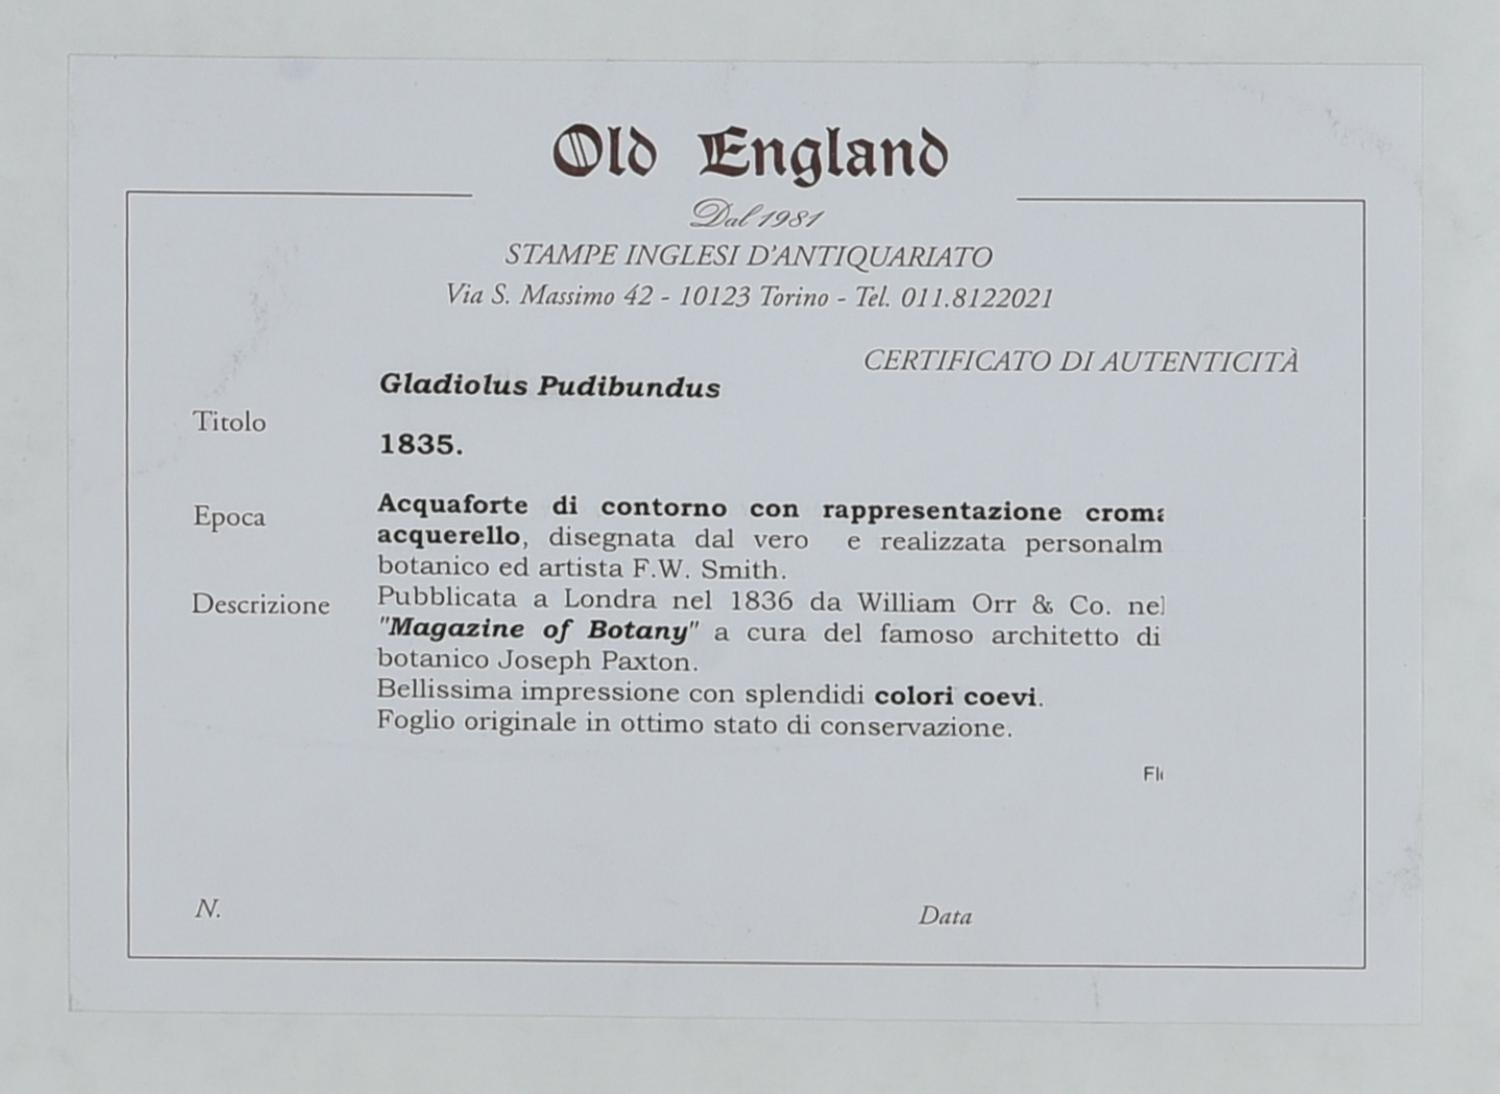 Old England
Dal 1981
STAMPE INGLESI D'ANTIQUARIATO
Via S. Massimo 42 - 10123 Torino - Tel. 011.8122021
CERTIFICATO DI AUTENTICITÀ
Gladiolus Pudibundus
Titolo
1835.
Epoca
Acquaforte di contorno con rappresentazione
acquerello, disegnata dal vero e realizzata personalm
botanico ed artista F.W. Smith.
Descrizione
Pubblicata a Londra nel 1836 da William Orr & Co. nel
"Magazine of Botany" a cura del famoso architetto di
botanico Joseph Paxton.
Bellissima impressione con splendidi colori coevi.
Foglio originale in ottimo stato di conservazione.
N.
Data